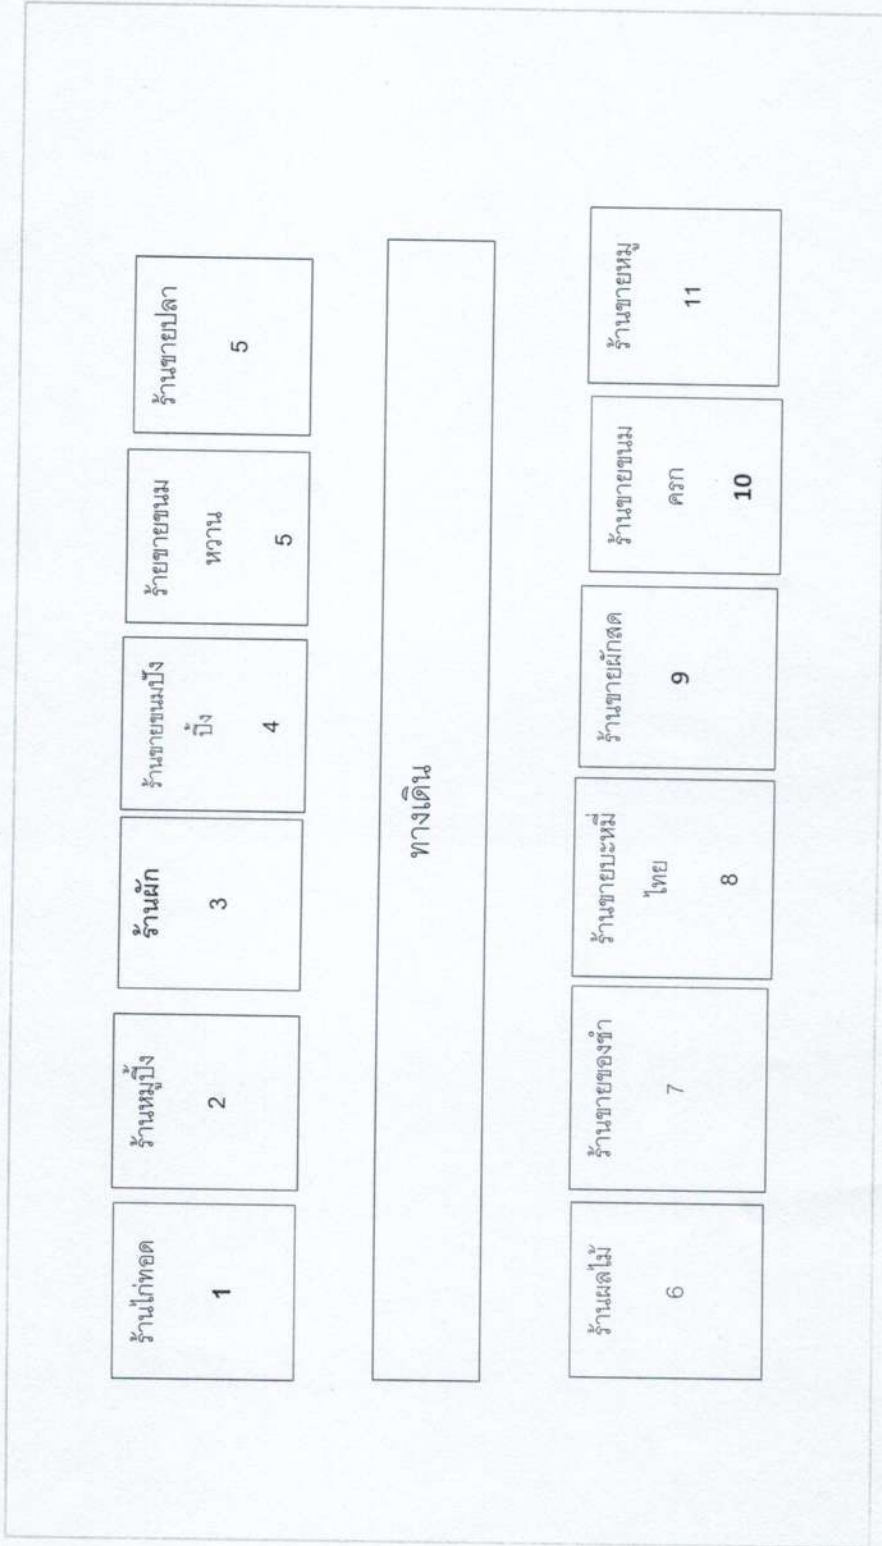 ร้านไก่ทอด
1
ร้านหมูปิ้ง
2
ร้านผัก
3
ร้านขายขนมปัง
ปิ้ง
4
ร้ายขายขนม
หวาน
5
ร้านขายปลา
5
ทางเดิน
ร้านผลไม้
6
ร้านขายของชำ
7
ร้านขายบะหมี่
ไทย
8
ร้านขายผักสด
9
ร้านขายขนม
ครก
10
ร้านขายหมู
11